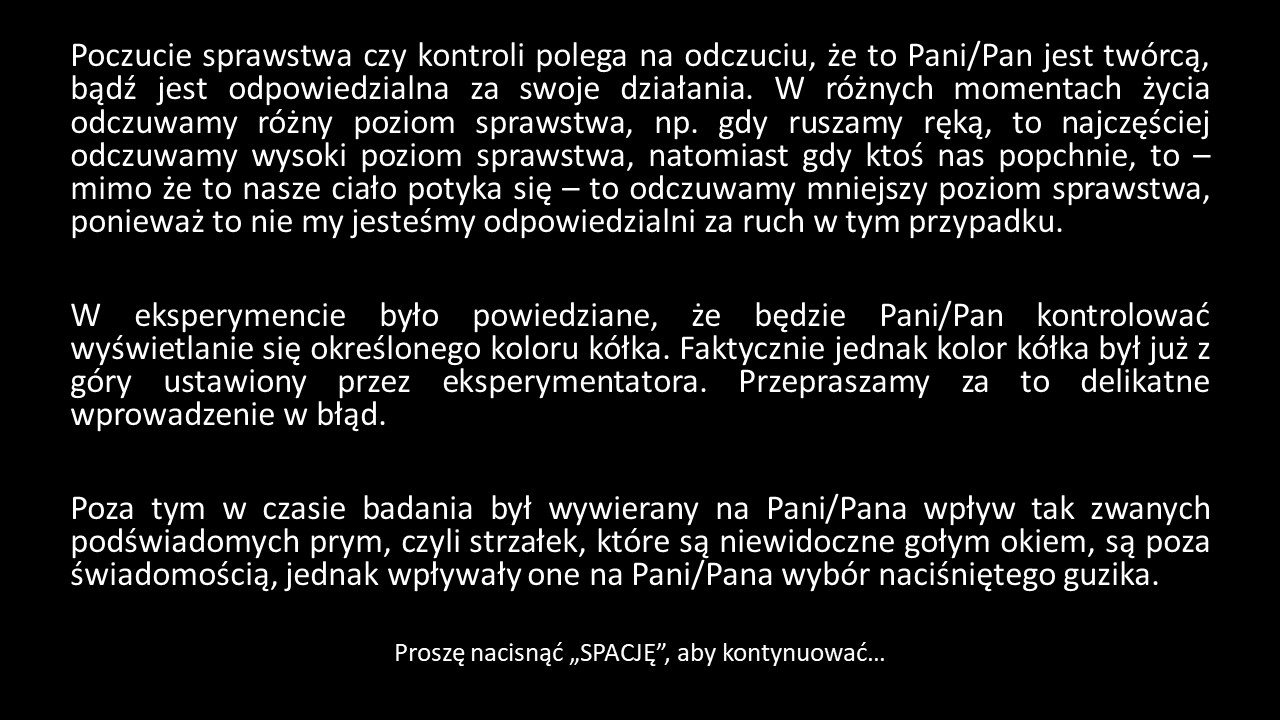 Poczucie sprawstwa czy kontroli polega na odczuciu, że to Pani/Pan jest twórcą,
bądź jest odpowiedzialna za swoje działania. W różnych momentach życia
odczuwamy różny poziom sprawstwa, np. gdy ruszamy ręką, to najczęściej
odczuwamy wysoki poziom sprawstwa, natomiast gdy ktoś nas popchnie, to –
mimo że to nasze ciało potyka się – to odczuwamy mniejszy poziom sprawstwa,
ponieważ to nie my jesteśmy odpowiedzialni za ruch w tym przypadku.
W eksperymencie było powiedziane, że będzie Pani/Pan kontrolować
wyświetlanie się określonego koloru kółka. Faktycznie jednak kolor kółka był już z
góry ustawiony przez eksperymentatora. Przepraszamy za to delikatne
wprowadzenie w błąd.
Poza tym w czasie badania był wywierany na Pani/Pana wpływ tak zwanych
podświadomych prym, czyli strzałek, które są niewidoczne gołym okiem, są poza
świadomością, jednak wpływały one na Pani/Pana wybór naciśniętego guzika.
Proszę nacisnąć „SPACJĘ”, aby kontynuować…